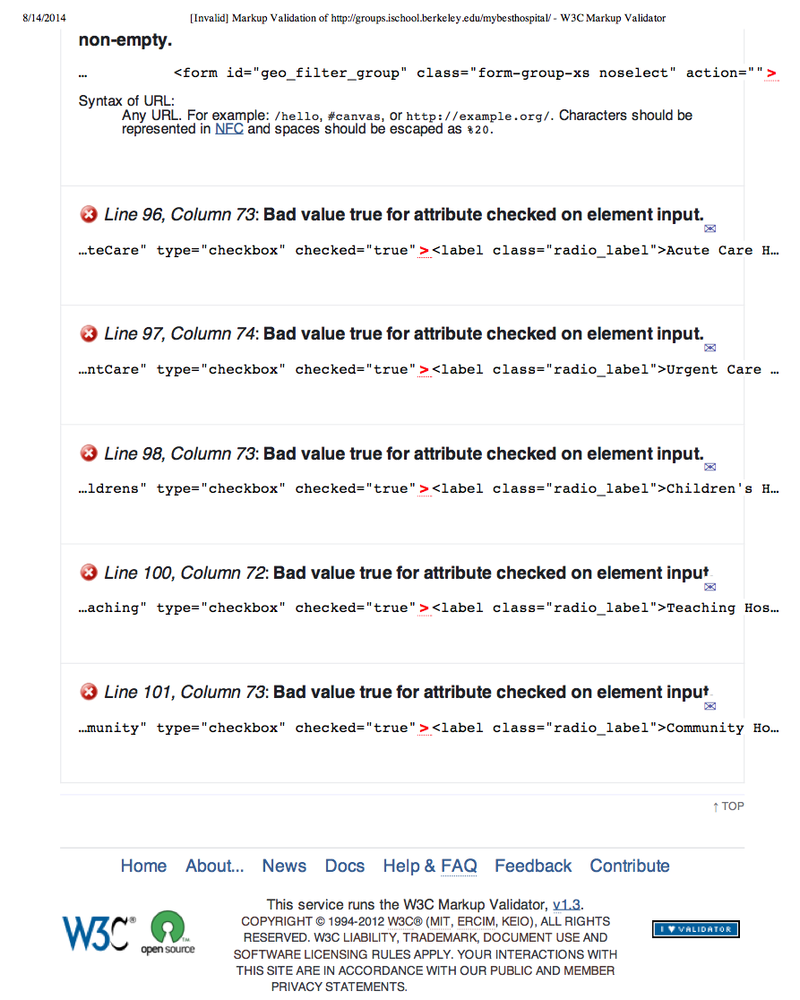 8/14/2014 [Invalid] Markup Validation of http://groups.ischool.berkeley.edu/mybesthospital/ - W3C Markup Validator
non-empty.
… <form id="geo_filter_group" class="form-group-xs noselect" action="">
Syntax of URL:
Any URL. For example: /hello, #canvas, or http://example.org/. Characters should be
represented in NFC and spaces should be escaped as %20.
Line 96, Column 73: Bad value true for attribute checked on element input.
…teCare" type="checkbox" checked="true"><label class="radio_label">Acute Care H…
Line 97, Column 74: Bad value true for attribute checked on element input.
…ntCare" type="checkbox" checked="true"><label class="radio_label">Urgent Care …
Line 98, Column 73: Bad value true for attribute checked on element input.
…ldrens" type="checkbox" checked="true"><label class="radio_label">Children's H…
Line 100, Column 72: Bad value true for attribute checked on element input
…aching" type="checkbox" checked="true"><label class="radio_label">Teaching Hos…
Line 101, Column 73: Bad value true for attribute checked on element input
…munity" type="checkbox" checked="true"><label class="radio_label">Community Ho…
↑ TOP
Home About... News Docs Help & FAQ Feedback Contribute
This service runs the W3C Markup Validator, v1.3.
COPYRIGHT © 1994-2012 W3C® (MIT, ERCIM, KEIO), ALL RIGHTS
RESERVED. W3C LIABILITY, TRADEMARK, DOCUMENT USE AND
SOFTWARE LICENSING RULES APPLY. YOUR INTERACTIONS WITH
THIS SITE ARE IN ACCORDANCE WITH OUR PUBLIC AND MEMBER
PRIVACY STATEMENTS.
W3C®
open source™
I ♥ VALIDATOR